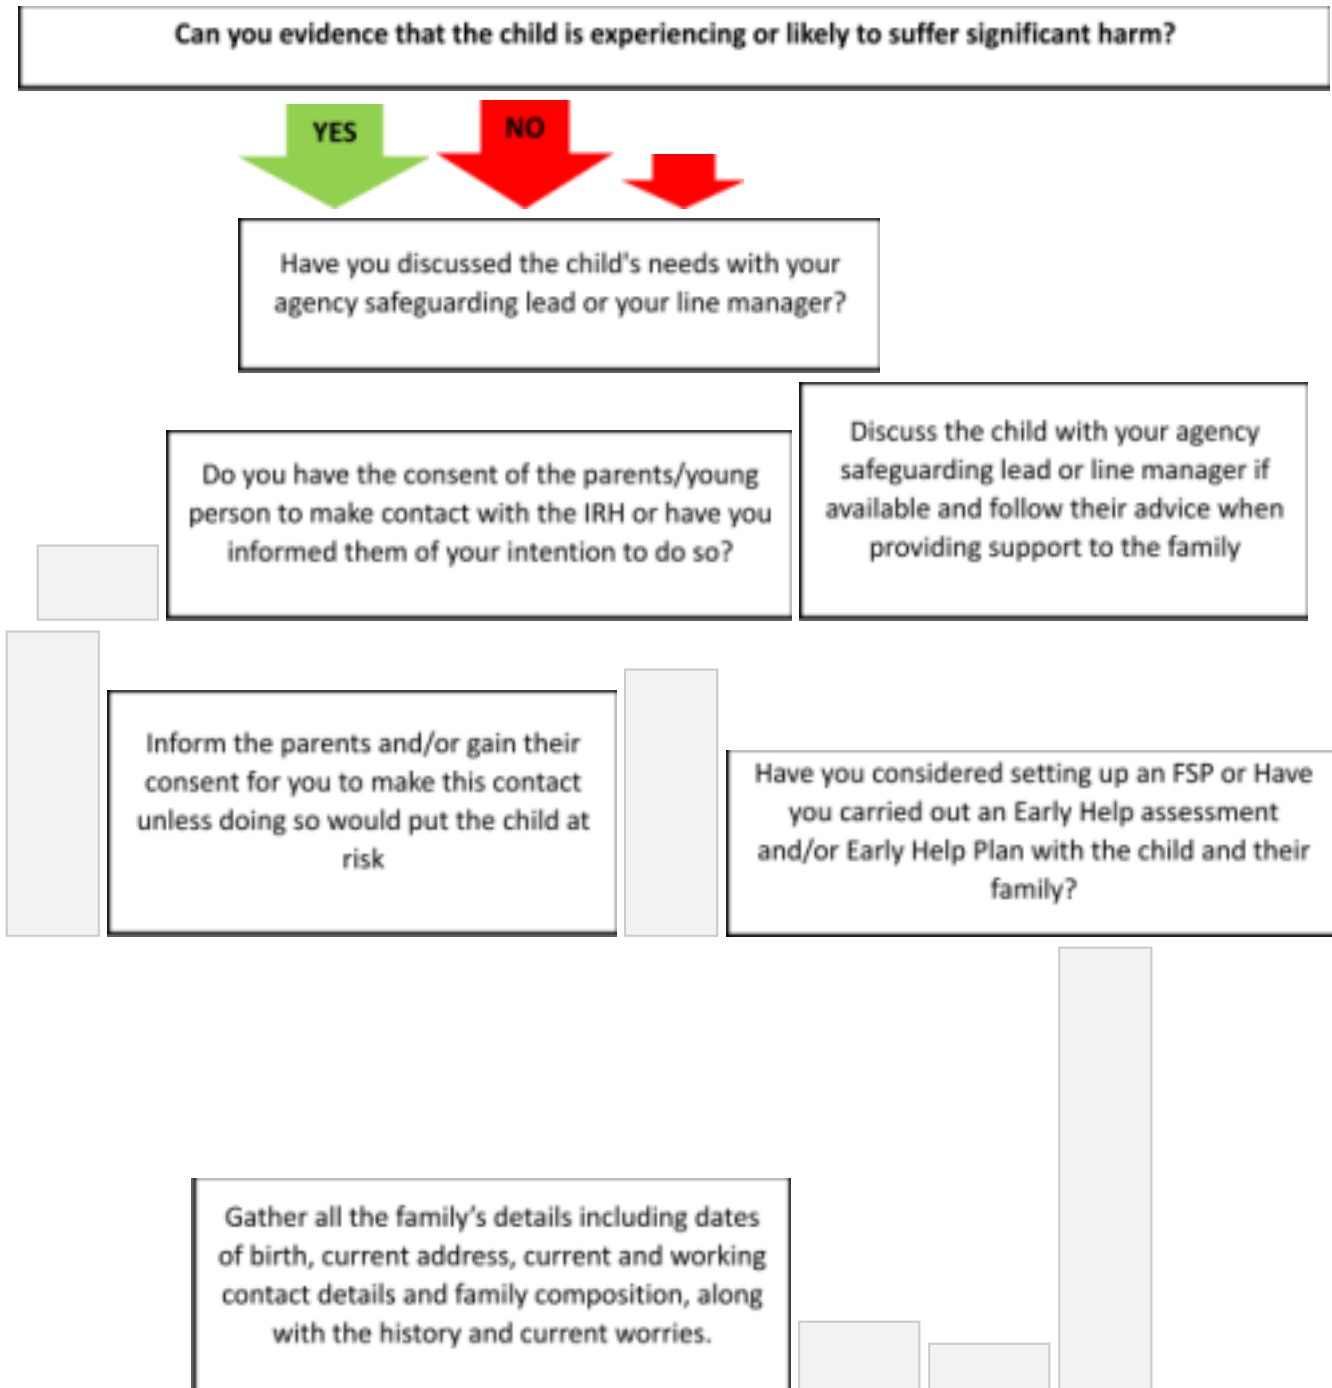 Can you evidence that the child is experiencing or likely to suffer significant harm?
YES
NO
Have you discussed the child's needs with your
agency safeguarding lead or your line manager?
Discuss the child with your agency
safeguarding lead or line manager if
available and follow their advice when
providing support to the family
Do you have the consent of the parents/young
person to make contact with the IRH or have you
informed them of your intention to do so?
Inform the parents and/or gain their
consent for you to make this contact
unless doing so would put the child at
risk
Have you considered setting up an FSP or Have
you carried out an Early Help assessment
and/or Early Help Plan with the child and their
family?
Gather all the family’s details including dates
of birth, current address, current and working
contact details and family composition, along
with the history and current worries.